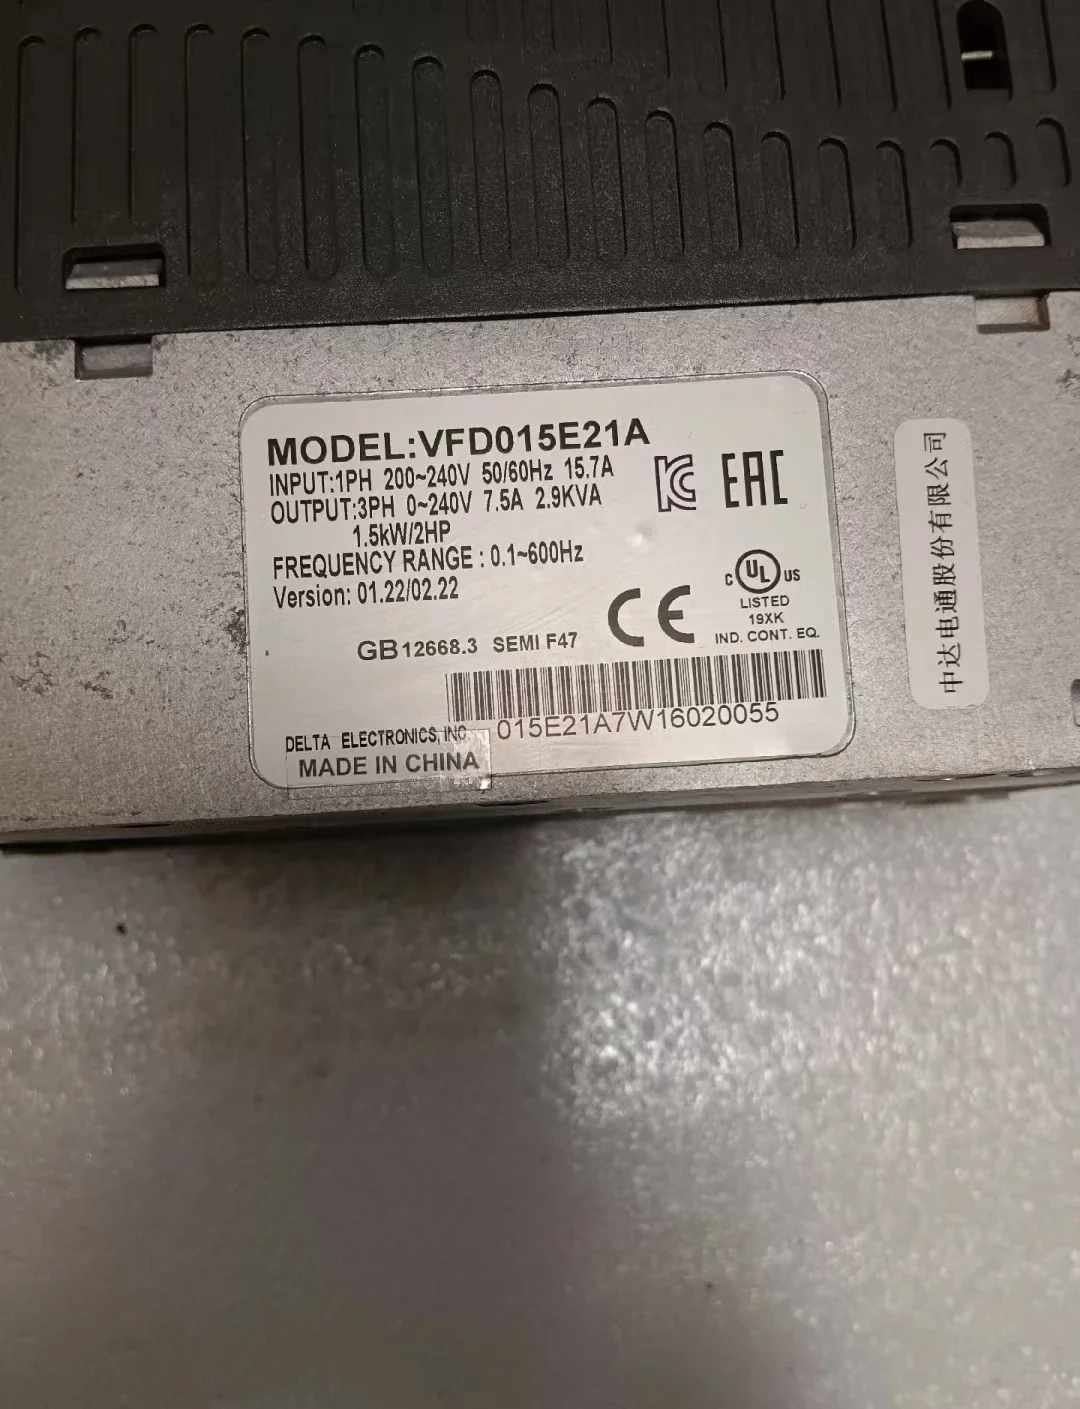 MODEL:VFD015E21A
INPUT:1PH 200~240V 50/60Hz 15.7A
OUTPUT:3PH 0~240V 7.5A 2.9KVA
1.5kW/2HP
FREQUENCY RANGE : 0.1~600Hz
Version: 01.22/02.22
EAC
C UL US
LISTED
19XK
IND. CONT. EQ.
CE
GB12668.3 SEMI F47
015E21A7W16020055
DELTA ELECTRONICS, INC
MADE IN CHINA
中达电通股份有限公司